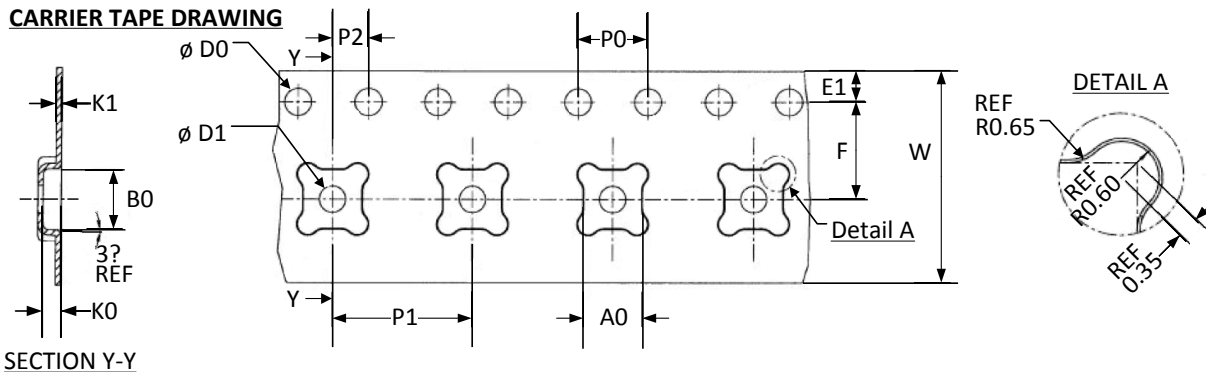 CARRIER TAPE DRAWING
P2
P0
Y
ø D0
E1
DETAIL A
K1
REF
R0.65
ø D1
F
W
B0
REF
R0.60
3?
REF
Detail A
REF
0.35
Y
K0
P1
A0
SECTION Y-Y